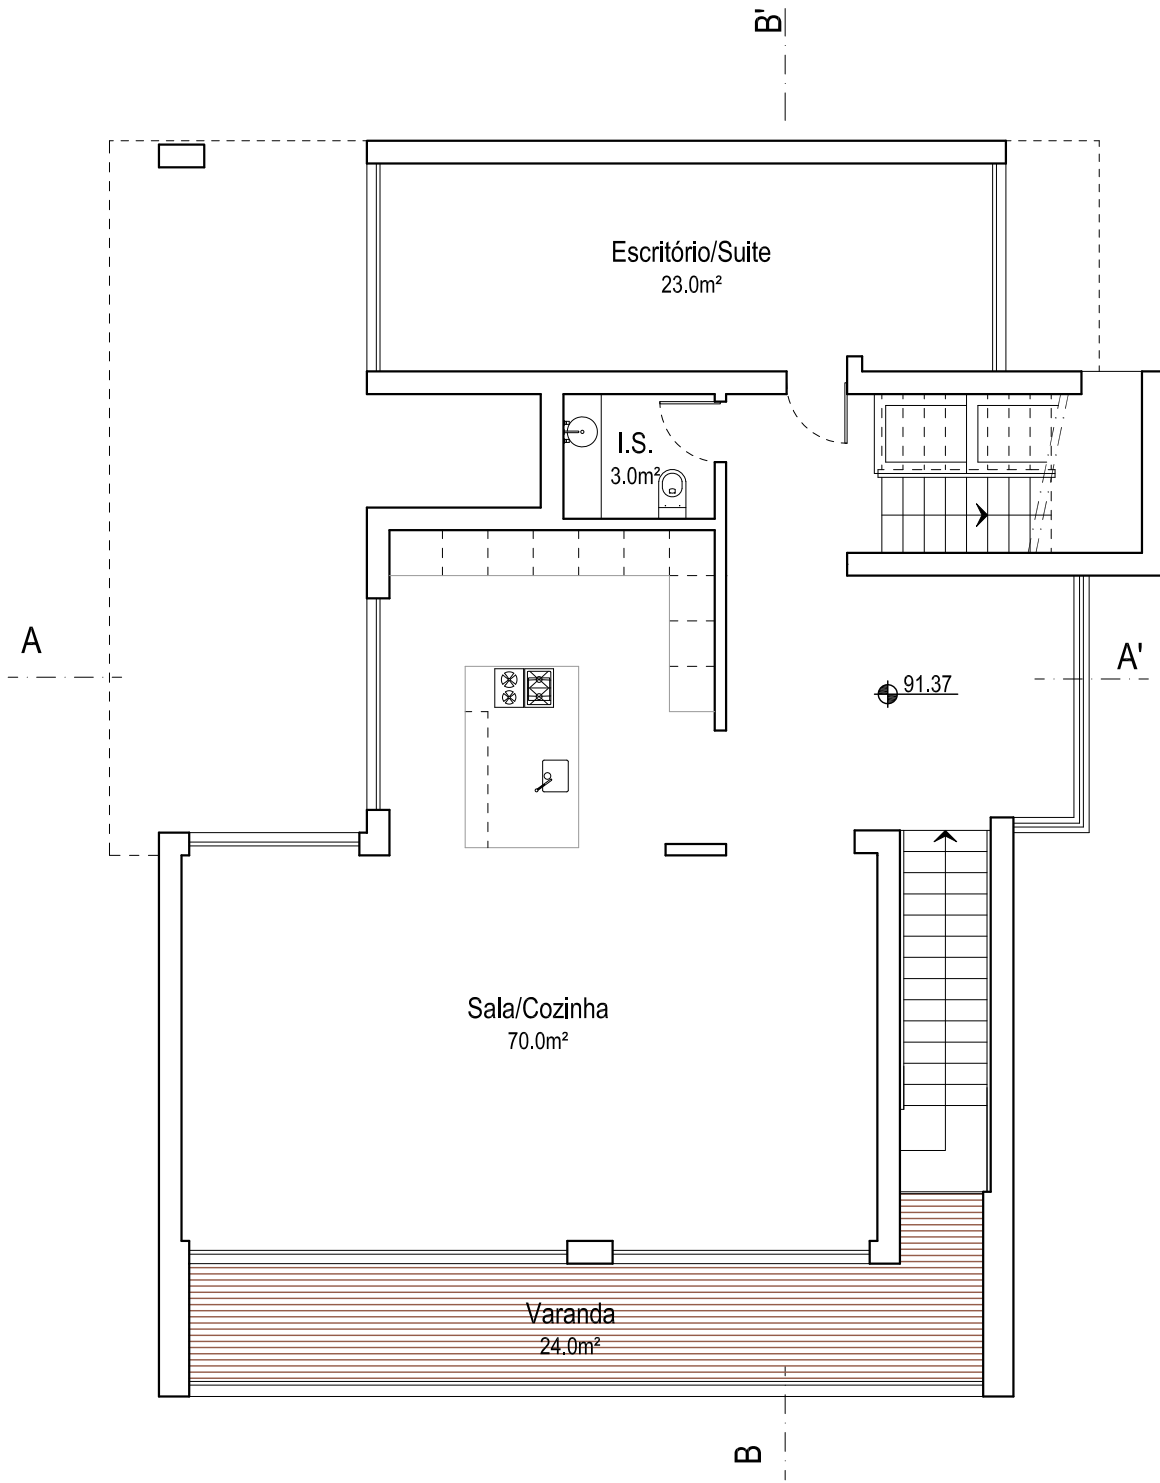 B'
Escritório/Suite
23.0m²
I.S.
3.0m²
A
A'
91.37
Sala/Cozinha
70.0m²
Varanda
24.0m²
B